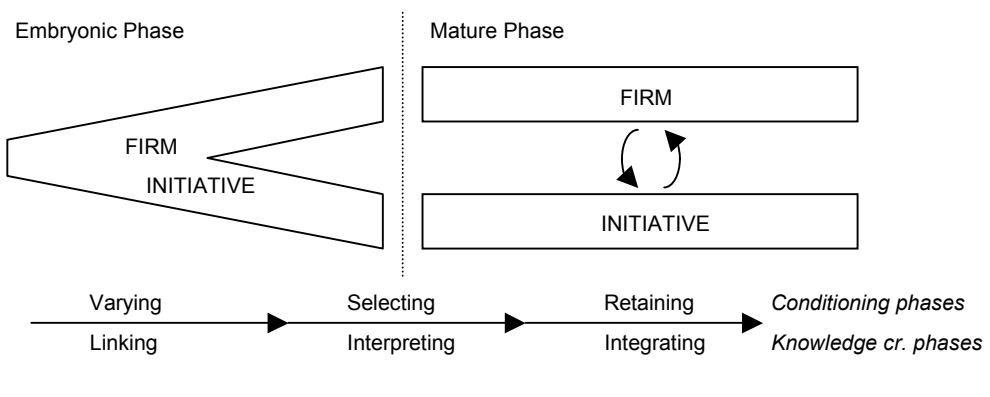 Embryonic Phase
Mature Phase
FIRM
INITIATIVE
FIRM
INITIATIVE
Varying
Selecting
Retaining
Conditioning phases
Linking
Interpreting
Integrating
Knowledge cr. phases